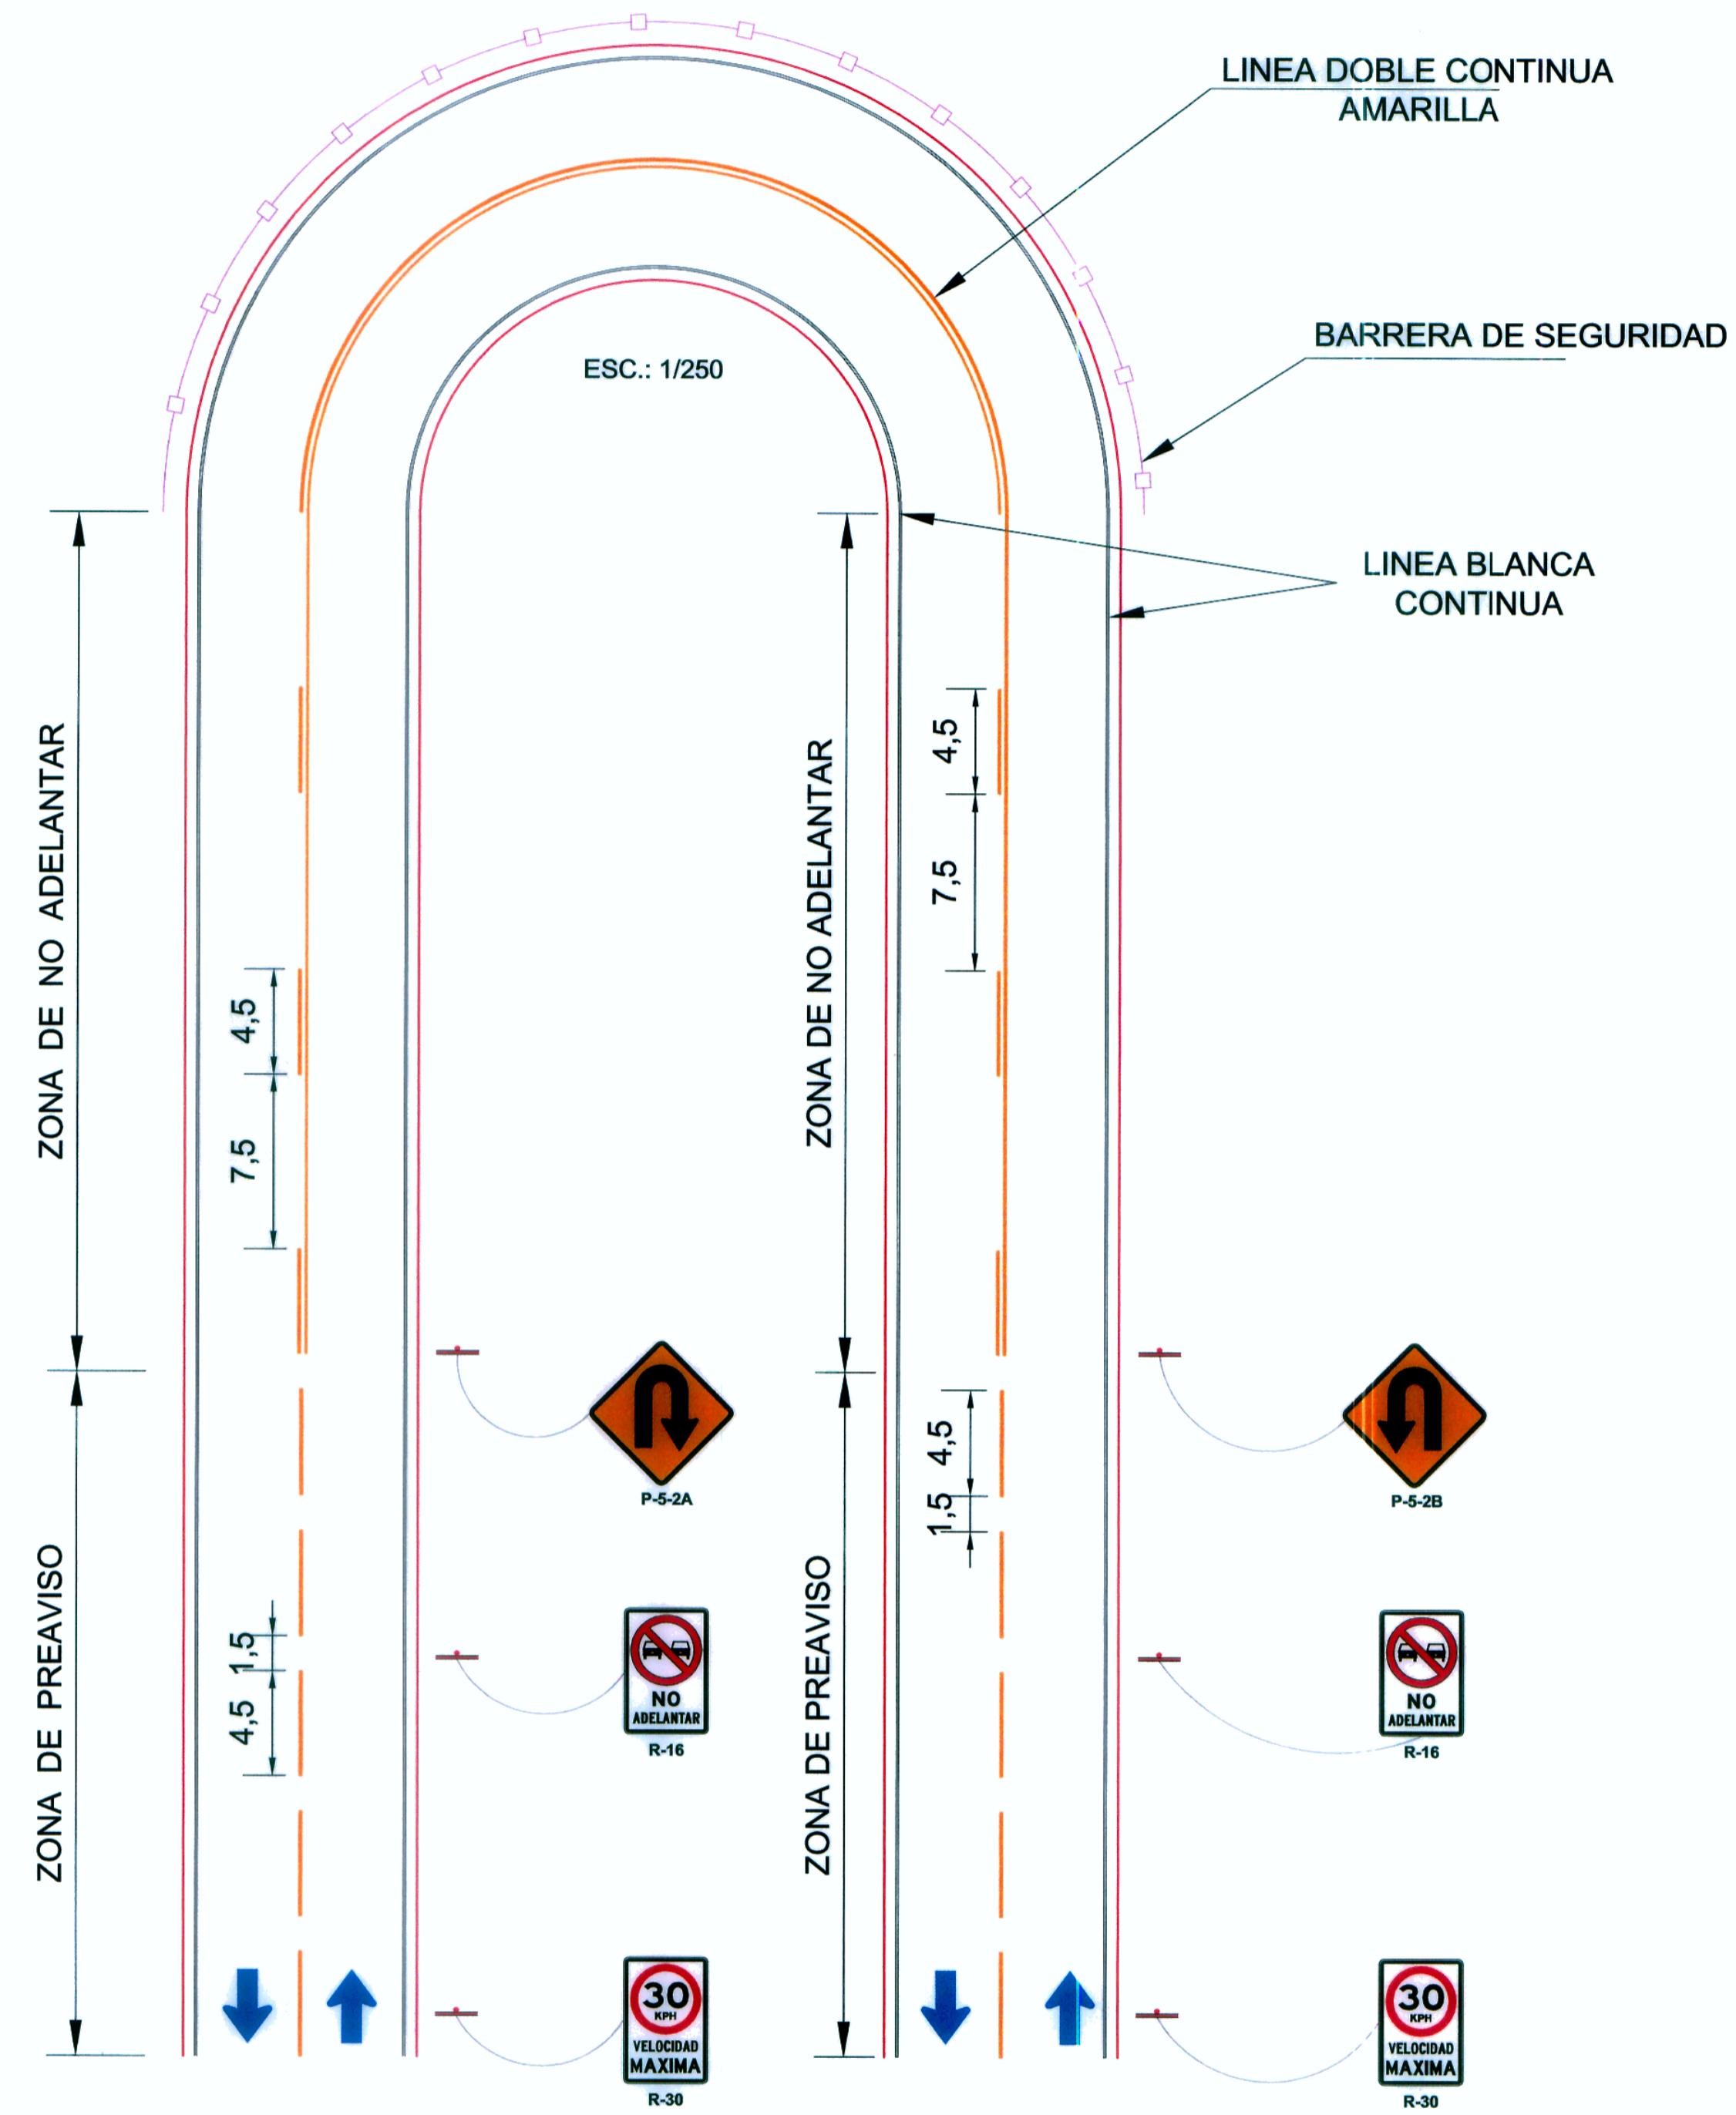 LINEA DOBLE CONTINUA
AMARILLA
BARRERA DE SEGURIDAD
ESC.: 1/250
LINEA BLANCA
CONTINUA
ZONA DE NO ADELANTAR
4,5
7,5
ZONA DE NO ADELANTAR
4,5
7,5
P-5-2A
P-5-2B
ZONA DE PREAVISO
1,5
4,5
ZONA DE PREAVISO
4,5
1,5
NO
ADELANTAR
R-16
NO
ADELANTAR
R-16
30
KPH
VELOCIDAD
MAXIMA
R-30
30
KPH
VELOCIDAD
MAXIMA
R-30